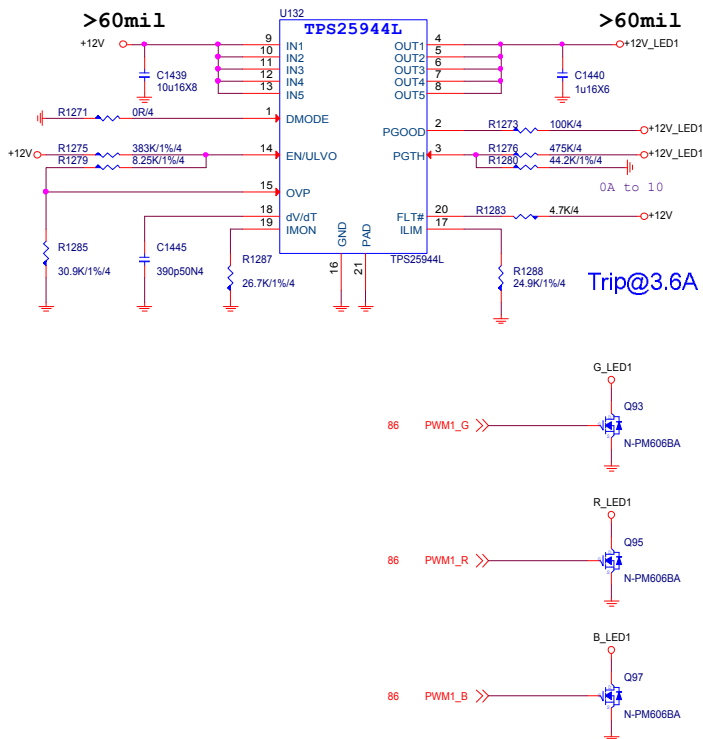 >60mil
>60mil
U132
TPS25944L
+12V
9
IN1
OUT1
4
+12V_LED1
10
IN2
OUT2
5
11
IN3
OUT3
6
12
IN4
OUT4
7
13
IN5
OUT5
8
C1439
10u16X8
C1440
1u16X6
R1271
0R/4
1
DMODE
PGOOD
2
R1273
100K/4
+12V_LED1
+12V
R1275
383K/1%/4
14
EN/ULVO
PGTH
3
R1276
475K/4
+12V_LED1
R1279
8.25K/1%/4
R1280
44.2K/1%/4
0A to 10
15
OVP
18
dV/dT
FLT#
20
R1283
4.7K/4
+12V
19
IMON
ILIM
17
GND
PAD
16
21
TPS25944L
R1285
30.9K/1%/4
C1445
390p50N4
R1287
26.7K/1%/4
R1288
24.9K/1%/4
Trip@3.6A
G_LED1
Q93
86
PWM1_G
N-PM606BA
R_LED1
Q95
86
PWM1_R
N-PM606BA
B_LED1
Q97
86
PWM1_B
N-PM606BA